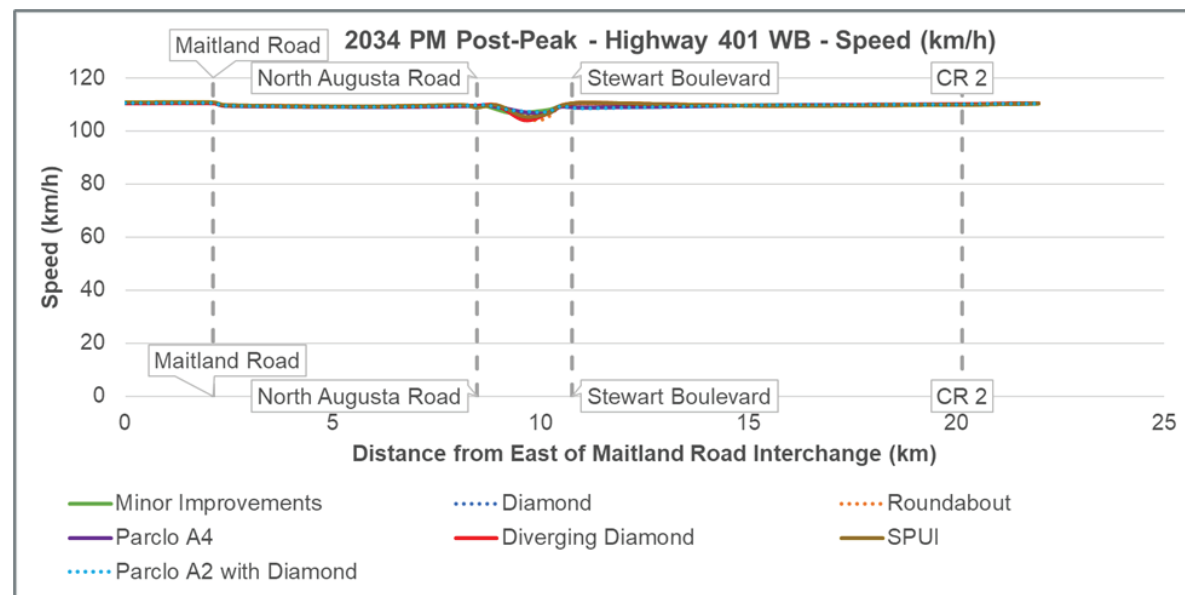 2034 PM Post-Peak - Highway 401 WB - Speed (km/h)
Maitland Road
North Augusta Road
Stewart Boulevard
CR 2
120
100
80
60
40
20
0
Speed (km/h)
Maitland Road
North Augusta Road
Stewart Boulevard
CR 2
0
5
10
15
20
25
Distance from East of Maitland Road Interchange (km)
Minor Improvements
Diamond
Roundabout
Parclo A4
Diverging Diamond
SPUI
Parclo A2 with Diamond